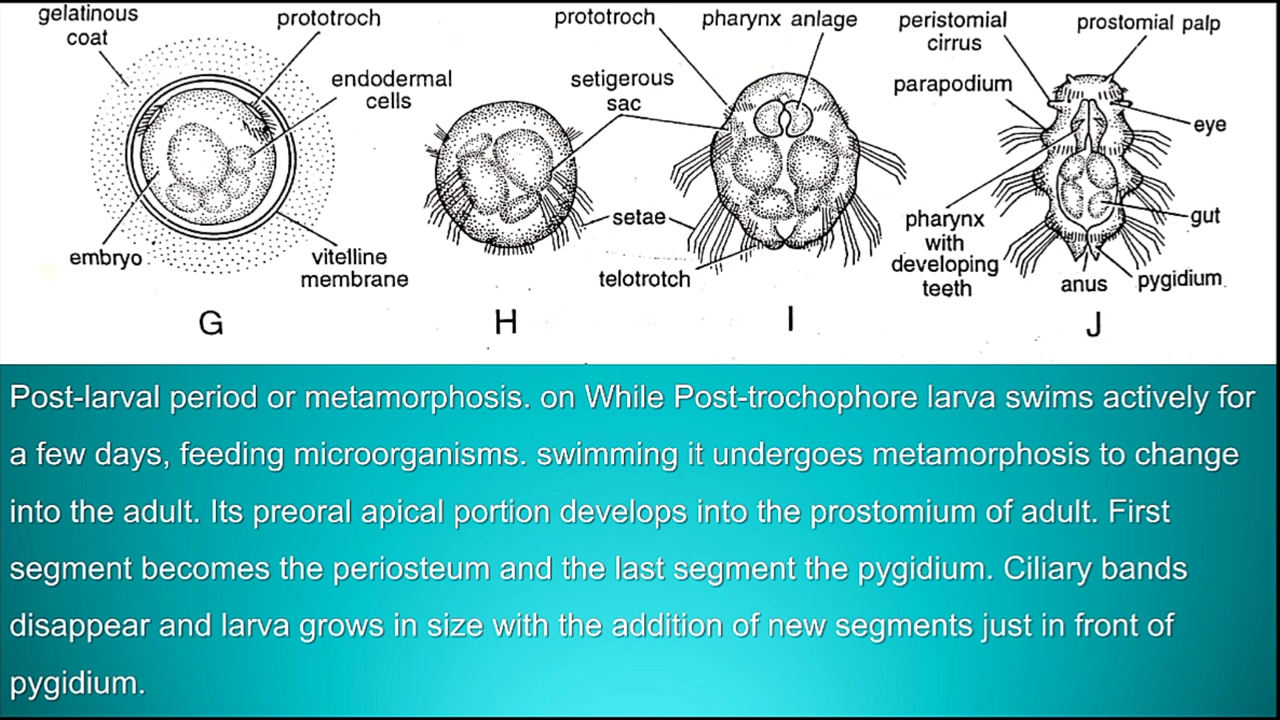 gelatinous
coat
prototroch
endodermal
cells
embryo
vitelline
membrane
G
prototroch
pharynx anlage
setigerous
sac
setae
telotrotch
H
I
peristomial
cirrus
prostomial palp
parapodium
eye
pharynx
with
developing
teeth
gut
anus
pygidium
J
Post-larval period or metamorphosis. on While Post-trochophore larva swims actively for
a few days, feeding microorganisms. swimming it undergoes metamorphosis to change
into the adult. Its preoral apical portion develops into the prostomium of adult. First
segment becomes the periosteum and the last segment the pygidium. Ciliary bands
disappear and larva grows in size with the addition of new segments just in front of
pygidium.